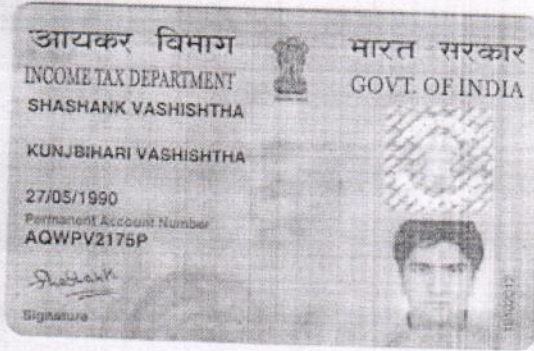 आयकर विभाग
INCOME TAX DEPARTMENT
भारत सरकार
GOVT. OF INDIA
SHASHANK VASHISHTHA
KUNJBIHARI VASHISHTHA
27/05/1990
Permanent Account Number
AQWPV2175P
Shashank
Signature